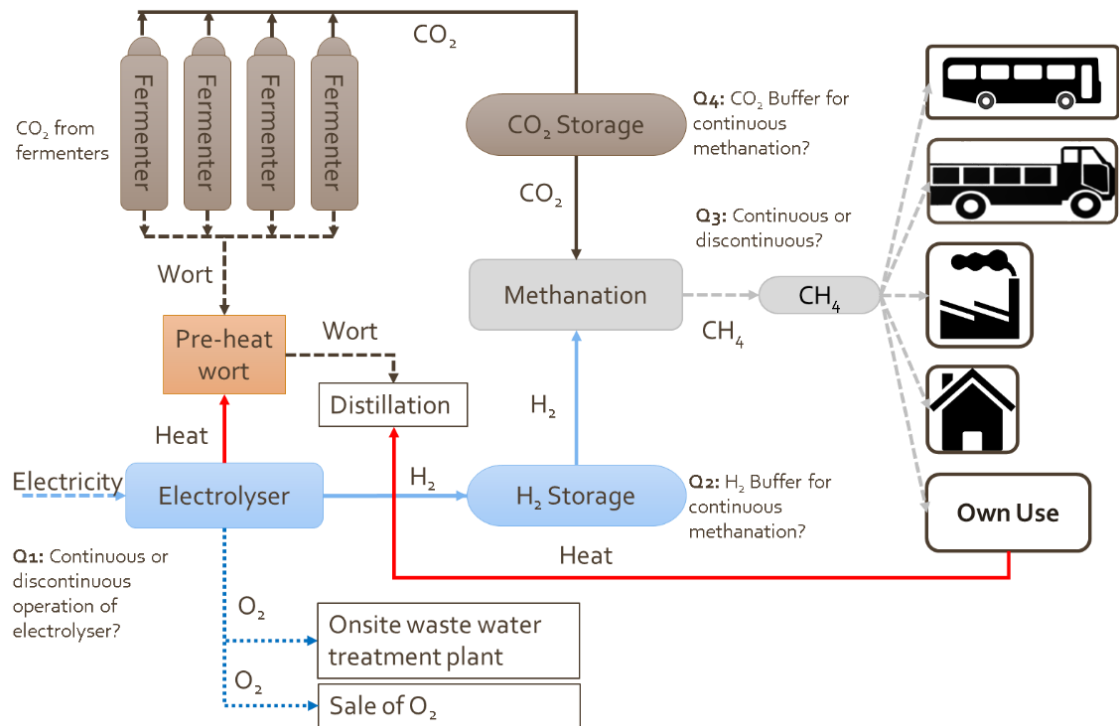 CO₂
Fermenter
Fermenter
Fermenter
Fermenter
CO₂ from
fermenters
CO₂ Storage
Q4: CO₂ Buffer for
continuous
methanation?
CO₂
Q3: Continuous or
discontinuous?
Wort
Methanation
CH₄
CH₄
Pre-heat
wort
Wort
Distillation
H₂
Heat
Electricity
Electrolyser
H₂
H₂ Storage
Q2: H₂ Buffer for
continuous
methanation?
Own Use
Heat
Q1: Continuous or
discontinuous
operation of
electrolyser?
O₂
Onsite waste water
treatment plant
O₂
Sale of O₂